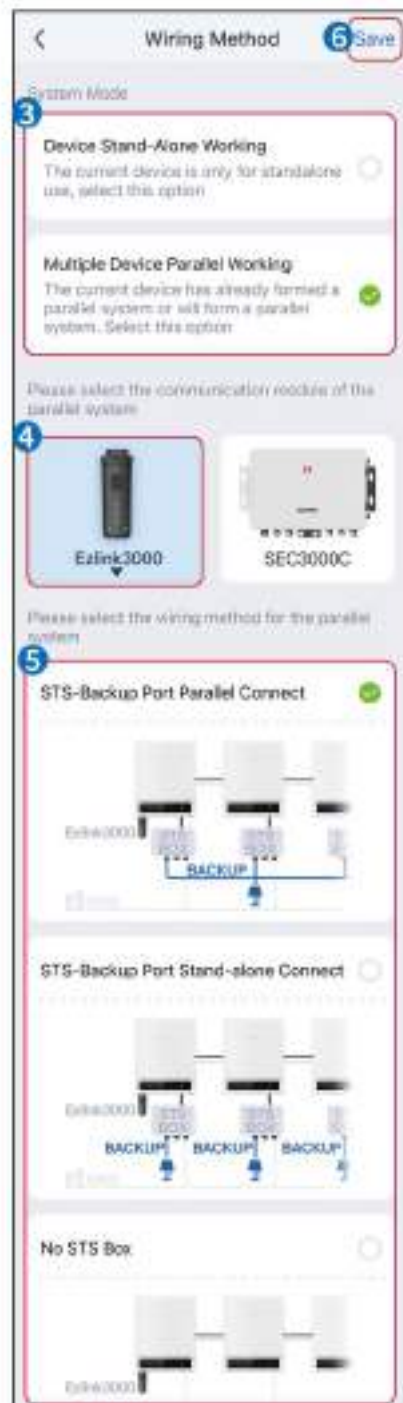 Wiring Method
6
Save
System Mode
3
Device Stand-Alone Working
The current device is only for standalone
use, select this option
Multiple Device Parallel Working
The current device has already formed a
parallel system or will form a parallel
system. Select this option
Please select the communication module of the
parallel system
4
Ezlink3000
SEC3000C
Please select the wiring method for the parallel
system
5
STS-Backup Port Parallel Connect
Ezlink3000
STS
BOX
STS
BOX
BACKUP
STS-Backup Port Stand-alone Connect
Ezlink3000
STS
BOX
STS
BOX
BACKUP
BACKUP
BACKUP
No STS Box
Ezlink3000